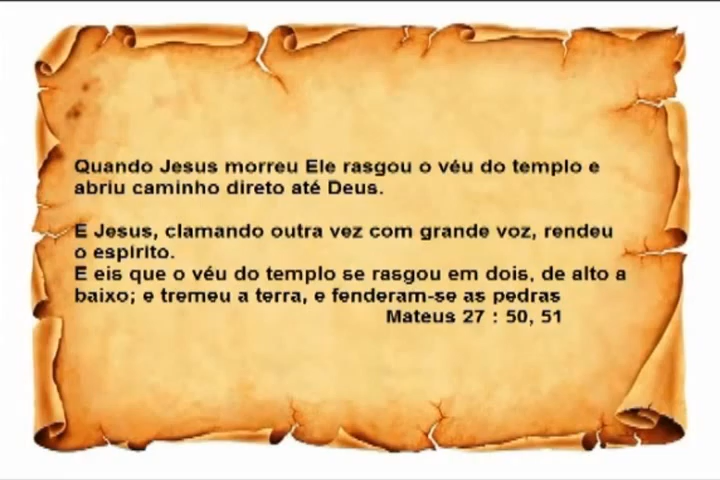 Quando Jesus morreu Ele rasgou o véu do templo e
abriu caminho direto até Deus.
E Jesus, clamando outra vez com grande voz, rendeu
o espírito.
E eis que o véu do templo se rasgou em dois, de alto a
baixo; e tremeu a terra, e fenderam-se as pedras
Mateus 27 : 50, 51